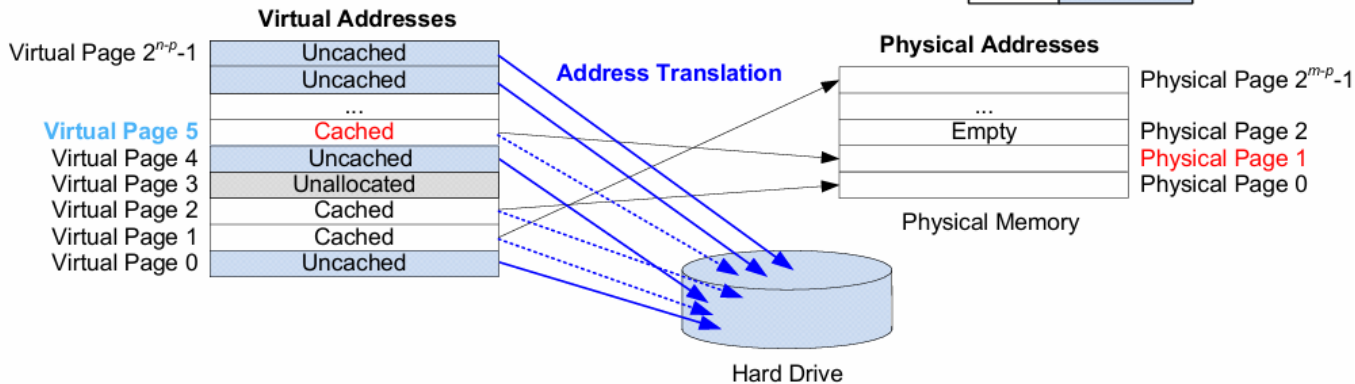 Virtual Addresses
Virtual Page 2^{n-p}-1
Uncached
Uncached
...
Virtual Page 5
Cached
Virtual Page 4
Uncached
Virtual Page 3
Unallocated
Virtual Page 2
Cached
Virtual Page 1
Cached
Virtual Page 0
Uncached
Address Translation
Physical Addresses
Physical Page 2^{m-p}-1
...
Empty
Physical Page 2
Physical Page 1
Physical Page 0
Physical Memory
Hard Drive